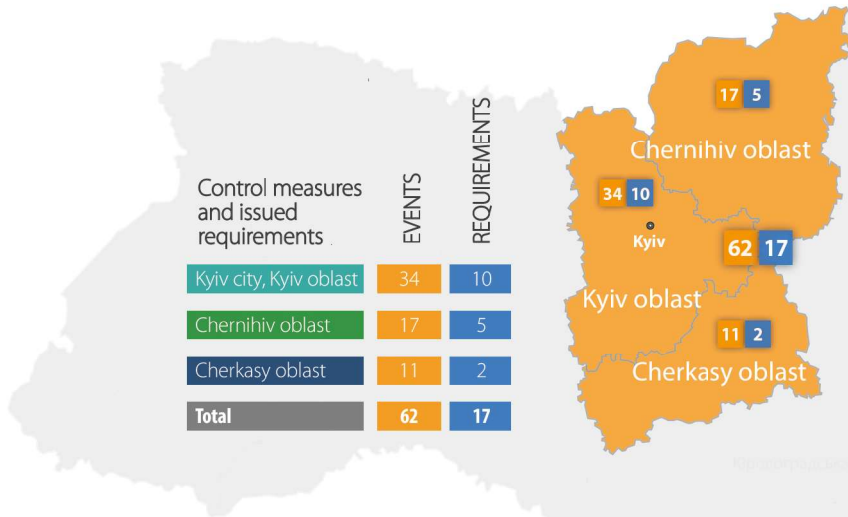 Control measures
and issued
requirements
EVENTS
REQUIREMENTS
Kyiv city, Kyiv oblast
34
10
Chernihiv oblast
17
5
Cherkasy oblast
11
2
Total
62
17
17
5
Chernihiv oblast
34
10
Kyiv
62
17
Kyiv oblast
11
2
Cherkasy oblast